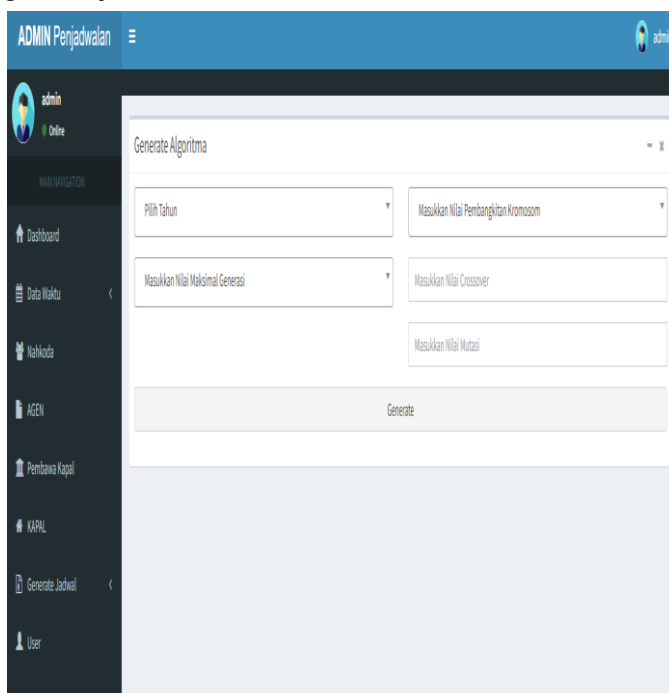 ADMIN Penjadwalan
admin
Online
MAIN NAVIGATION
Dashboard
Data Waktu
Nahkoda
AGEN
Pembawa Kapal
KAPAL
Generate Jadwal
User
Generate Algoritma
Pilih Tahun
Masukkan Nilai Pembangkitan Kromosom
Masukkan Nilai Maksimal Generasi
Masukkan Nilai Crossover
Masukkan Nilai Mutasi
Generate